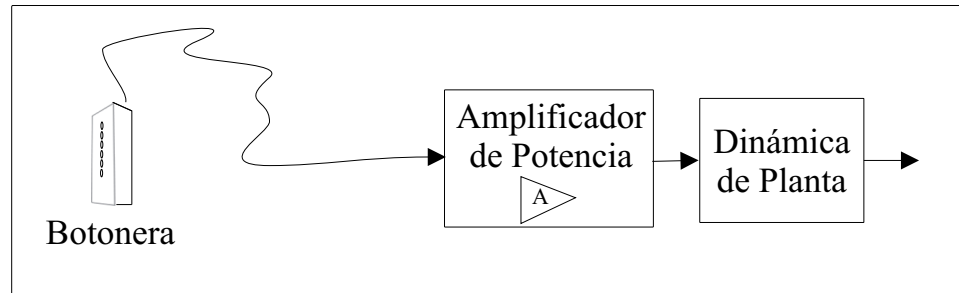 Botonera
Amplificador
de Potencia
A
Dinámica
de Planta